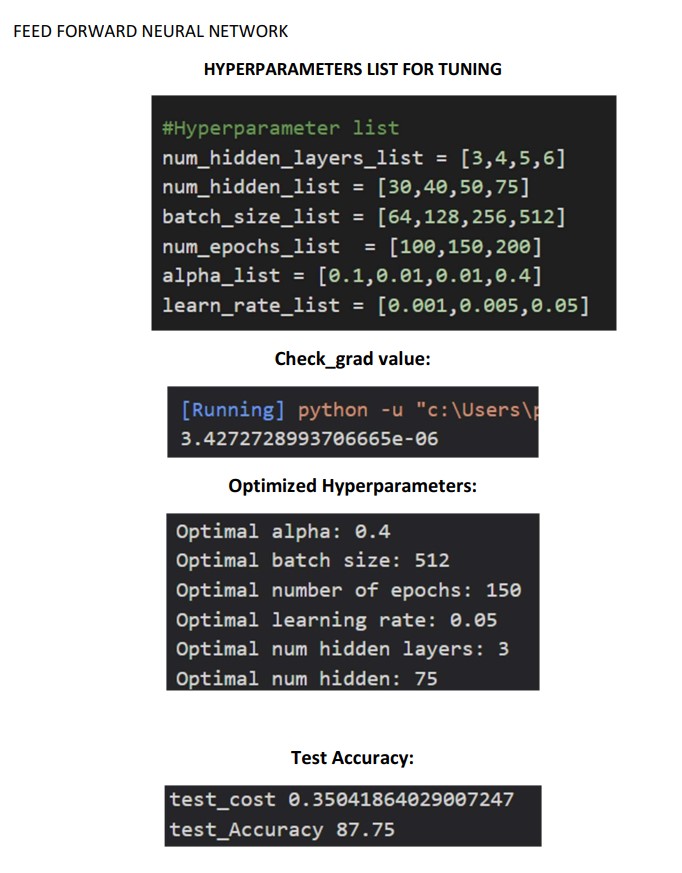 FEED FORWARD NEURAL NETWORK
HYPERPARAMETERS LIST FOR TUNING
#Hyperparameter list
num_hidden_layers_list = [3,4,5,6]
num_hidden_list = [30,40,50,75]
batch_size_list = [64,128,256,512]
num_epochs_list  = [100,150,200]
alpha_list = [0.1,0.01,0.01,0.4]
learn_rate_list = [0.001,0.005,0.05]
Check_grad value:
[Running] python -u "c:\Users\
3.4272728993706665e-06
Optimized Hyperparameters:
Optimal alpha: 0.4
Optimal batch size: 512
Optimal number of epochs: 150
Optimal learning rate: 0.05
Optimal num hidden layers: 3
Optimal num hidden: 75
Test Accuracy:
test_cost 0.35041864029007247
test_Accuracy 87.75